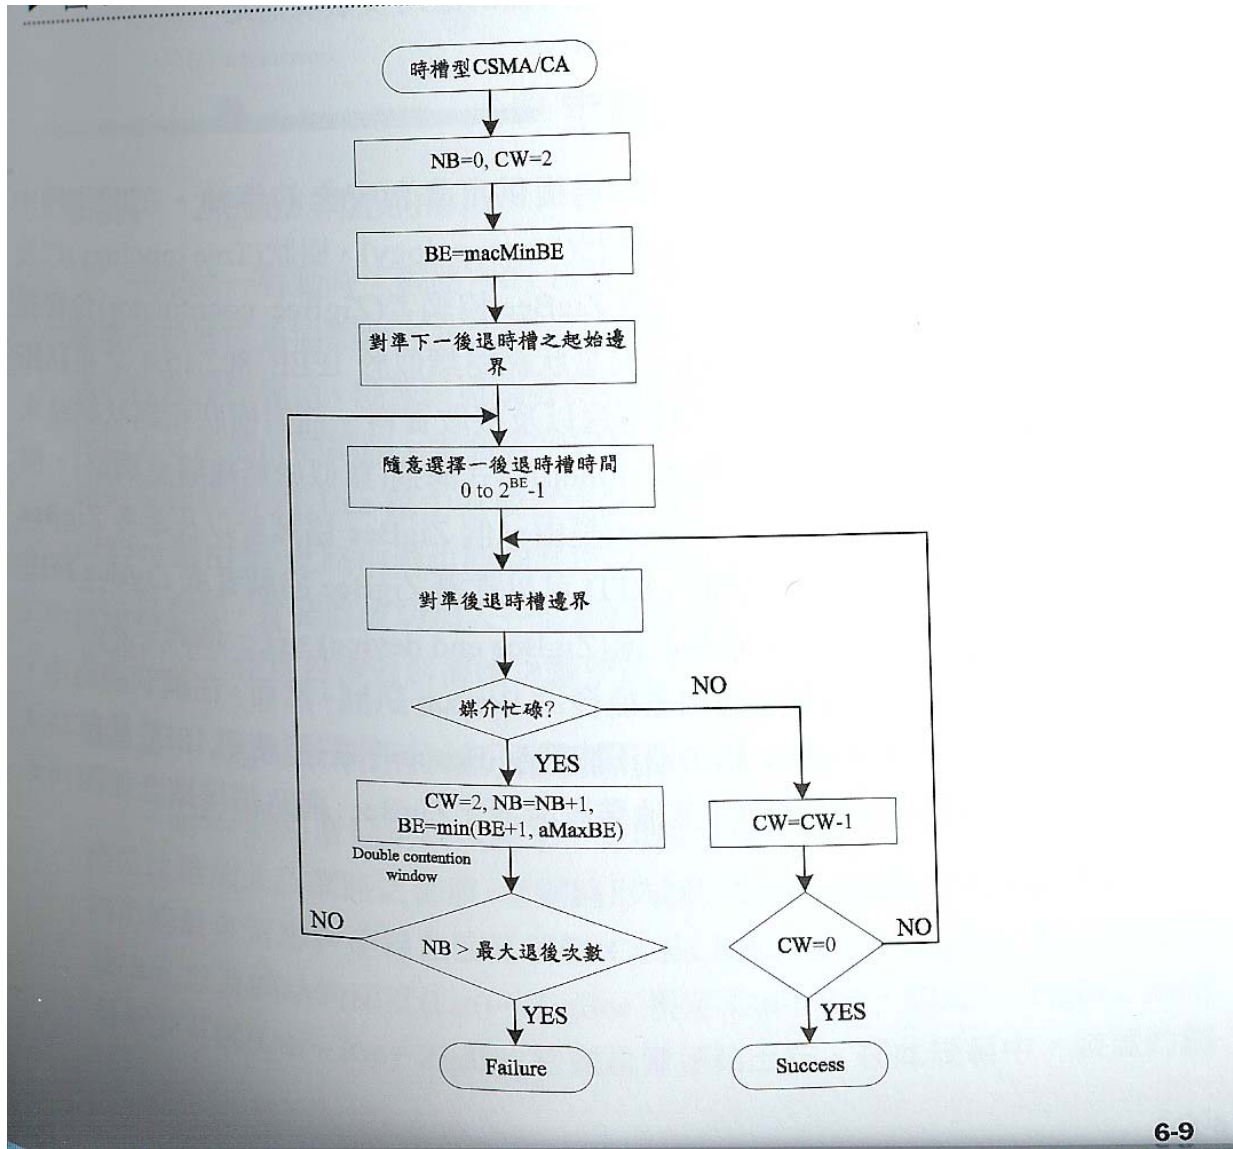 時槽型CSMA/CA
NB=0, CW=2
BE=macMinBE
對準下一後退時槽之起始邊
界
隨意選擇一後退時槽時間
0 to 2^BE-1
對準後退時槽邊界
媒介忙碌?
NO
YES
CW=2, NB=NB+1,
BE=min(BE+1, aMaxBE)
CW=CW-1
Double contention
window
NO
NB > 最大退後次數
CW=0
NO
YES
YES
Failure
Success
6-9